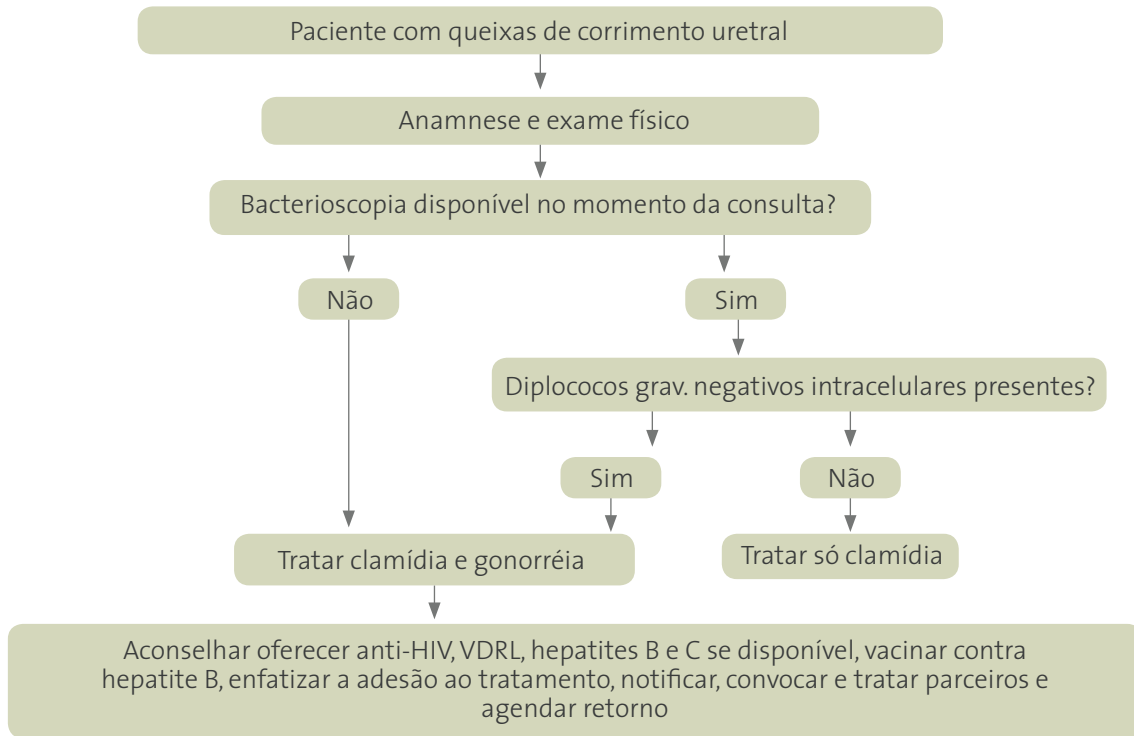 Paciente com queixas de corrimento uretral
Anamnese e exame físico
Bacterioscopia disponível no momento da consulta?
Não
Sim
Diplococos grav. negativos intracelulares presentes?
Sim
Não
Tratar clamídia e gonorréia
Tratar só clamídia
Aconselhar oferecer anti-HIV, VDRL, hepatites B e C se disponível, vacinar contra
hepatite B, enfatizar a adesão ao tratamento, notificar, convocar e tratar parceiros e
agendar retorno